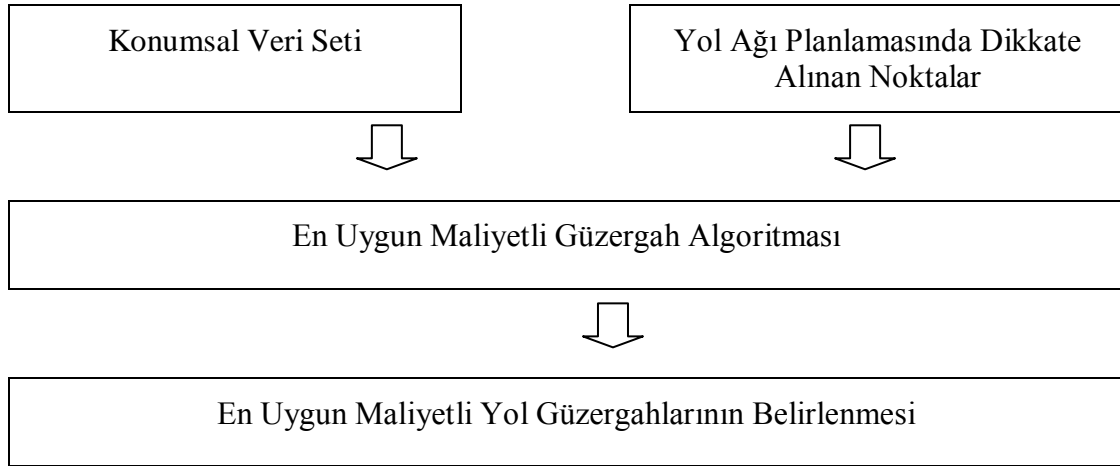 Konumsal Veri Seti
Yol Ağı Planlamasında Dikkate
Alınan Noktalar
En Uygun Maliyetli Güzergah Algoritması
En Uygun Maliyetli Yol Güzergahlarının Belirlenmesi